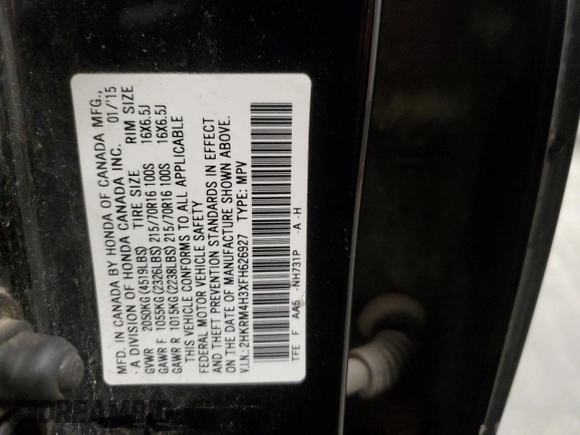 MFD. IN CANADA BY HONDA OF CANADA MFG.,
A DIVISION OF HONDA CANADA INC. 01/'15
GVWR 2050KG(4519LBS) TIRE SIZE RIM SIZE
GAWR F 1055KG(2326LBS) 215/70R16 100S 16X6.5J
GAWR R 1015KG(2238LBS) 215/70R16 100S 16X6.5J
THIS VEHICLE CONFORMS TO ALL APPLICABLE
FEDERAL MOTOR VEHICLE SAFETY
AND THEFT PREVENTION STANDARDS IN EFFECT
ON THE DATE OF MANUFACTURE SHOWN ABOVE.
V.I.N.: 2HKRM4H3XFH626927 TYPE: MPV
TFE F AA5 -NH731P -A -H